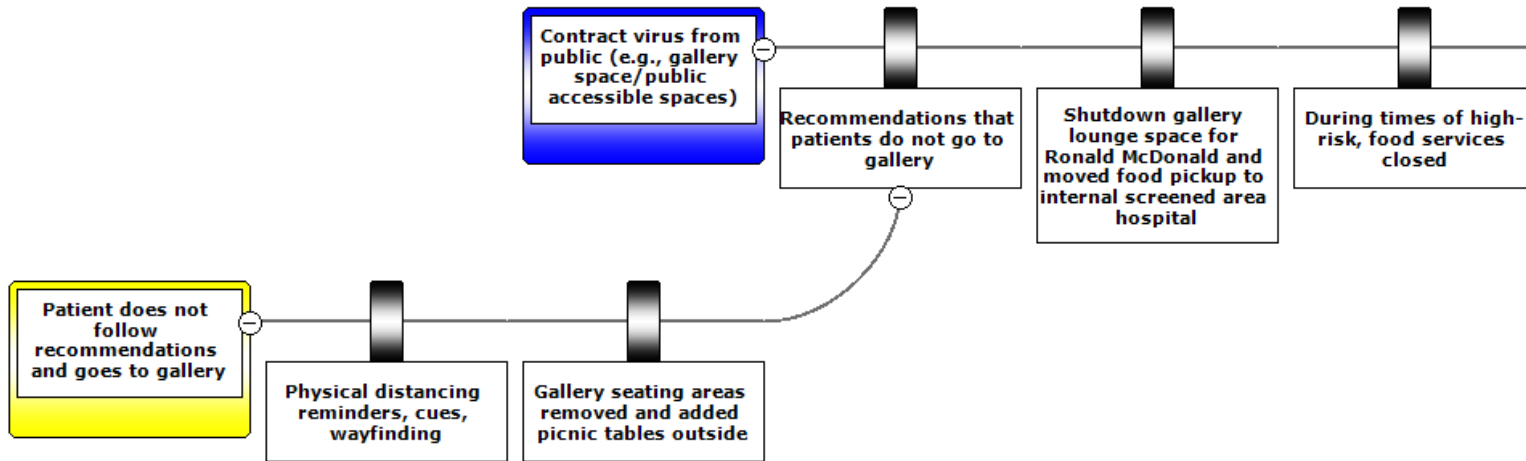 Contract virus from
public (e.g., gallery
space/public
accessible spaces)
Recommendations that
patients do not go to
gallery
Shutdown gallery
lounge space for
Ronald McDonald and
moved food pickup to
internal screened area
hospital
During times of high-
risk, food services
closed
Patient does not
follow
recommendations
and goes to gallery
Physical distancing
reminders, cues,
wayfinding
Gallery seating areas
removed and added
picnic tables outside